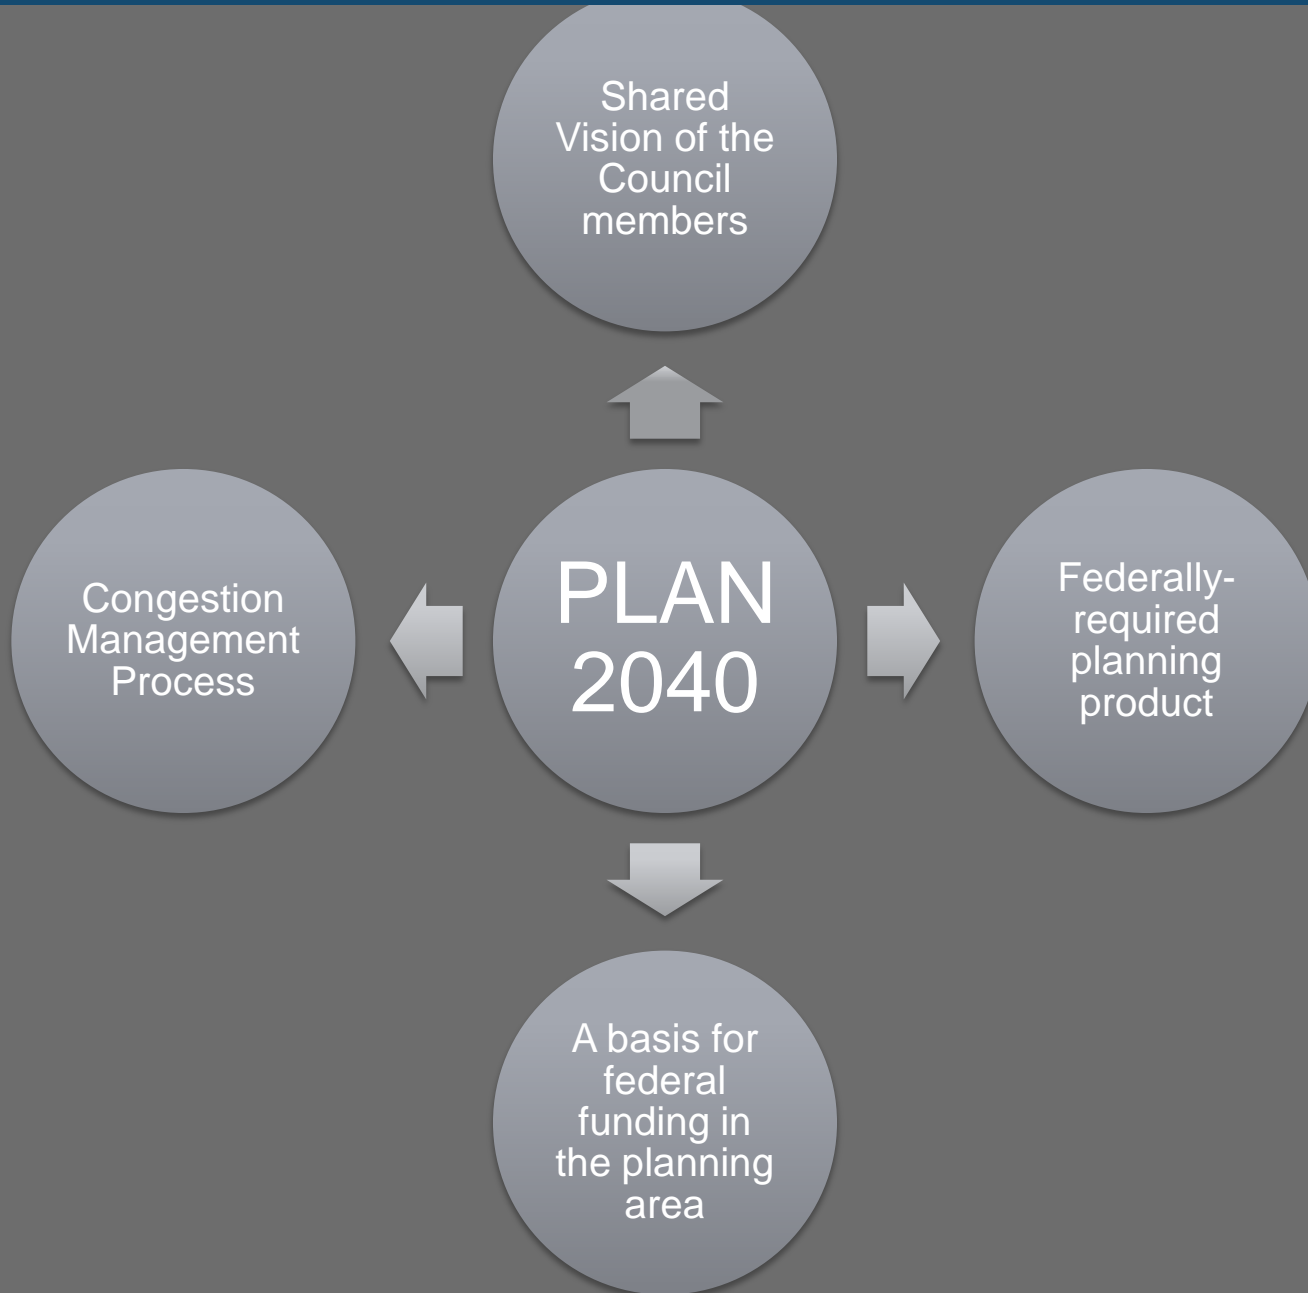 Shared
Vision of the
Council
members
Congestion
Management
Process
PLAN
2040
Federally-
required
planning
product
A basis for
federal
funding in
the planning
area